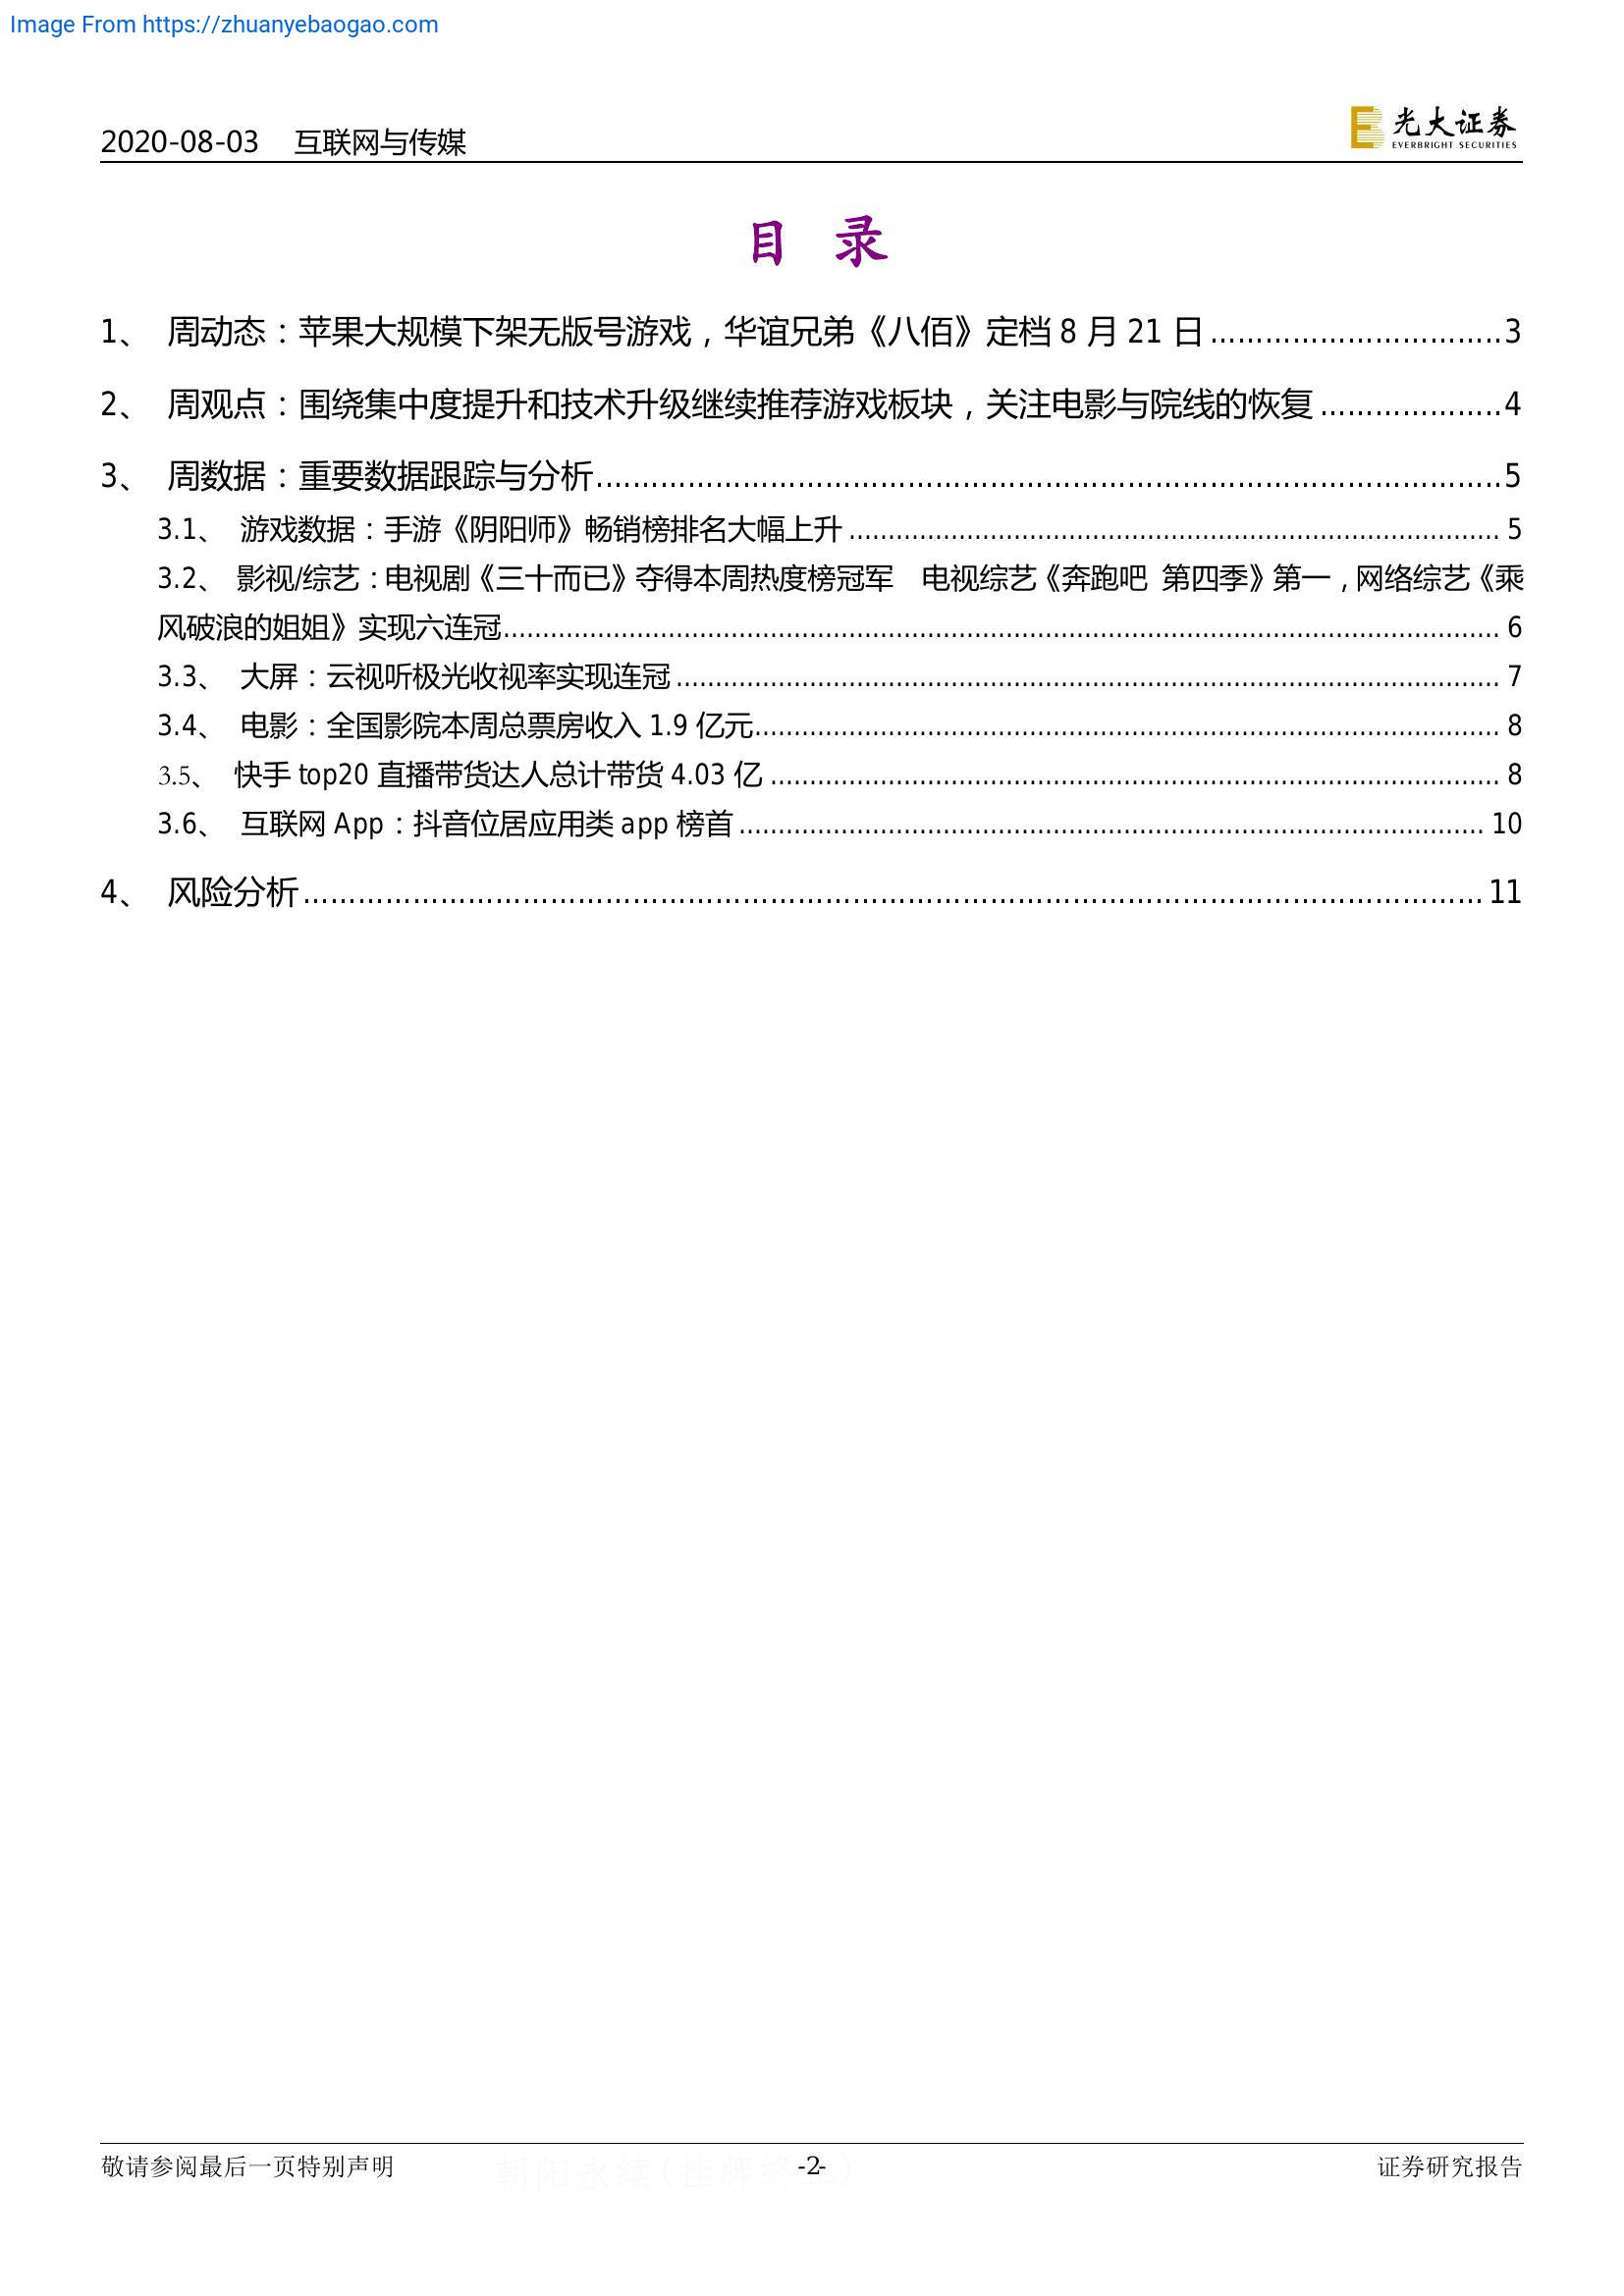 Image From https://zhuanyebaogao.com
2020-08-03 互联网与传媒
光大证券
EVERBRIGHT SECURITIES
目 录
1、 周动态：苹果大规模下架无版号游戏，华谊兄弟《八佰》定档 8 月 21 日................................3
2、 周观点：围绕集中度提升和技术升级继续推荐游戏板块，关注电影与院线的恢复....................4
3、 周数据：重要数据跟踪与分析....................................................................................................5
3.1、 游戏数据：手游《阴阳师》畅销榜排名大幅上升.................................................................................... 5
3.2、 影视/综艺：电视剧《三十而已》夺得本周热度榜冠军 电视综艺《奔跑吧 第四季》第一，网络综艺《乘
风破浪的姐姐》实现六连冠................................................................................................................................ 6
3.3、 大屏：云视听极光收视率实现连冠.......................................................................................................... 7
3.4、 电影：全国影院本周总票房收入 1.9 亿元................................................................................................ 8
3.5、 快手 top20 直播带货达人总计带货 4.03 亿.............................................................................................. 8
3.6、 互联网 App：抖音位居应用类 app 榜首................................................................................................ 10
4、 风险分析.................................................................................................................................. 11
敬请参阅最后一页特别声明 -2- 证券研究报告